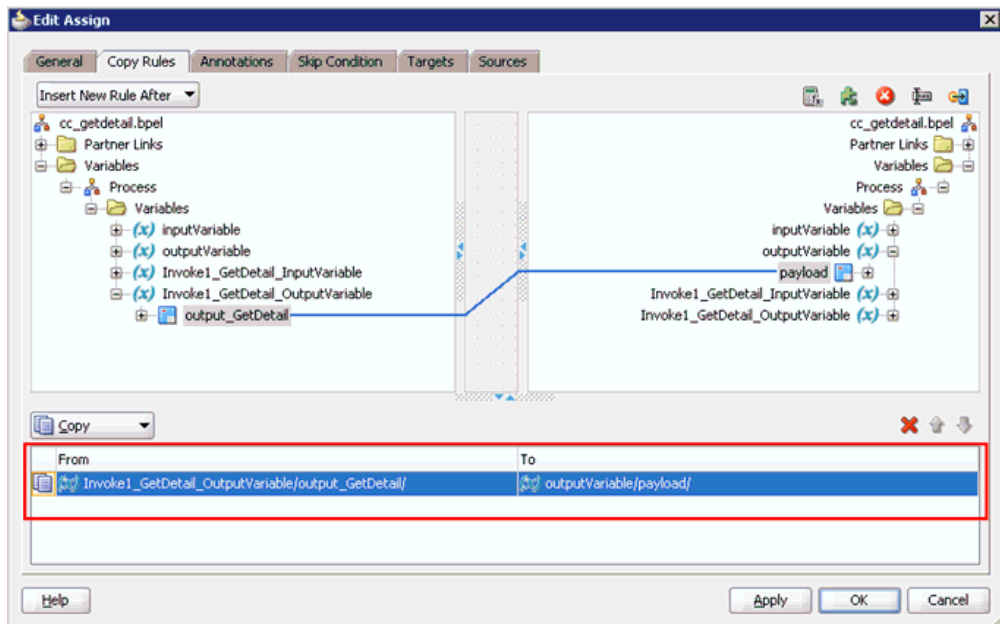 Edit Assign
General Copy Rules Annotations Skip Condition Targets Sources
Insert New Rule After
cc_getdetail.bpel
Partner Links
Variables
Process
Variables
(x) inputVariable
(x) outputVariable
(x) Invoke1_GetDetail_InputVariable
(x) Invoke1_GetDetail_OutputVariable
output_GetDetail
cc_getdetail.bpel
Partner Links
Variables
Process
Variables
inputVariable (x)
outputVariable (x)
payload
Invoke1_GetDetail_InputVariable (x)
Invoke1_GetDetail_OutputVariable (x)
Copy
From To
Invoke1_GetDetail_OutputVariable/output_GetDetail/ outputVariable/payload/
Help Apply OK Cancel